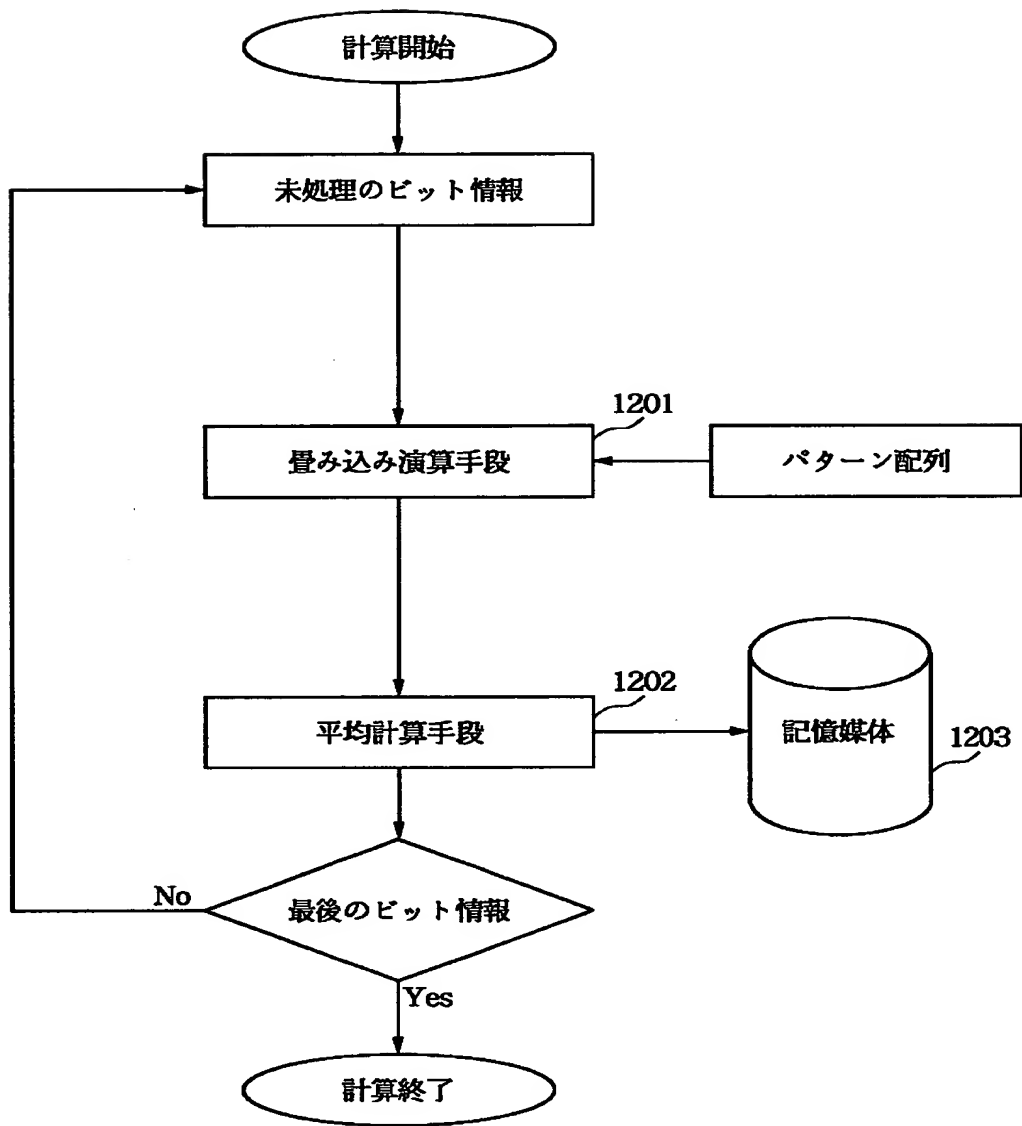 計算開始
未処理のビット情報
1201
畳み込み演算手段
パターン配列
1202
平均計算手段
記憶媒体
1203
No
最後のビット情報
Yes
計算終了